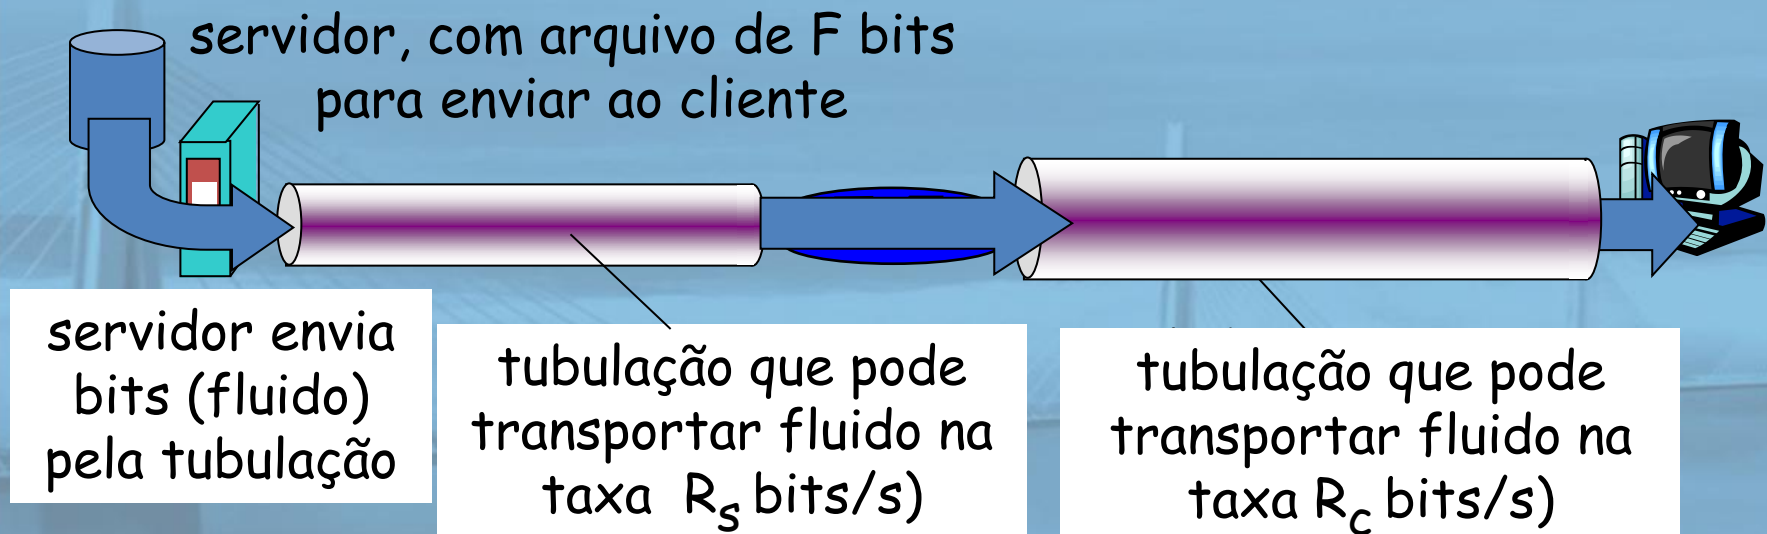 servidor, com arquivo de F bits
para enviar ao cliente
servidor envia
bits (fluido)
pela tubulação
tubulação que pode
transportar fluido na
taxa Rs bits/s)
tubulação que pode
transportar fluido na
taxa Rc bits/s)